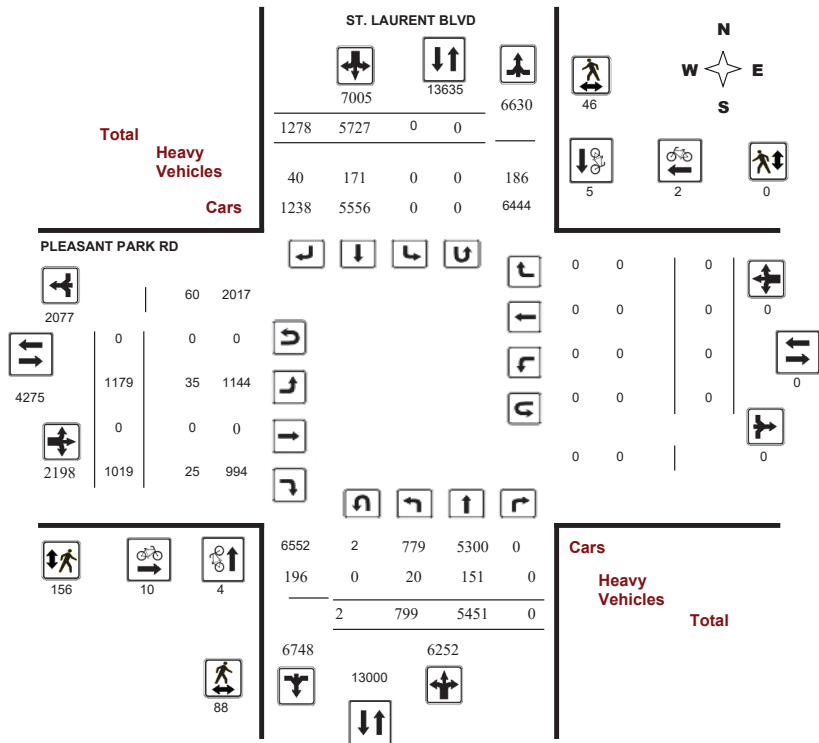 ST. LAURENT BLVD
N
W E
S
7005
13635
6630
46
1278 5727 0 0
Total
Heavy
Vehicles
Cars
40 171 0 0 186
1238 5556 0 0 6444
5 2 0
PLEASANT PARK RD
60 2017
2077
0 0 0
4275
1179 35 1144
0 0 0
2198
1019 25 994
0 0 0
0
0 0 0
0 0 0
0
0 0 0
0 0
0
6552 2 779 5300 0
196 0 20 151 0
2 799 5451 0
156 10 4
Cars
Heavy
Vehicles
Total
6748
13000
6252
88